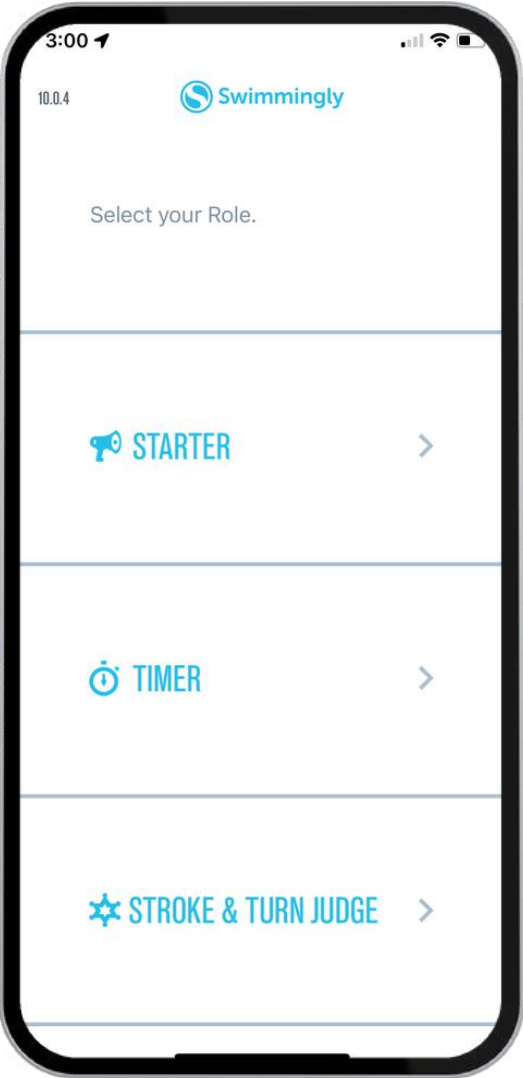 3:00
10.0.4
Swimmingly
Select your Role.
STARTER
TIMER
STROKE & TURN JUDGE